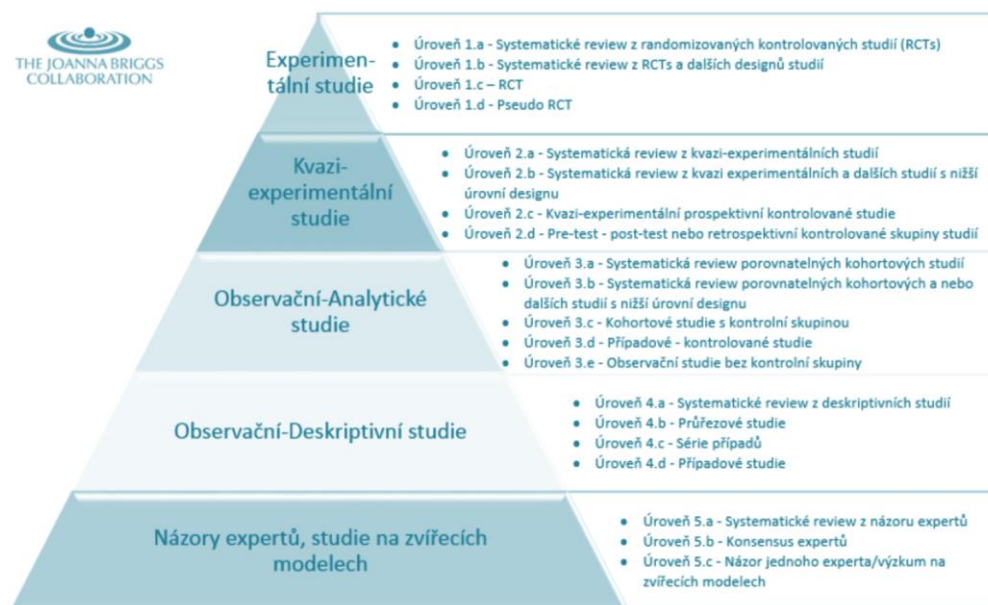 THE JOANNA BRIGGS
COLLABORATION
Experimen-
tální studie
• Úroveň 1.a - Systematické review z randomizovaných kontrolovaných studií (RCTs)
• Úroveň 1.b - Systematické review z RCTs a dalších designů studií
• Úroveň 1.c – RCT
• Úroveň 1.d - Pseudo RCT
Kvazi-
experimentální
studie
• Úroveň 2.a - Systematická review z kvazi-experimentálních studií
• Úroveň 2.b - Systematická review z kvazi experimentálních a dalších studií s nižší
úrovní designu
• Úroveň 2.c - Kvazi-experimentální prospektivní kontrolované studie
• Úroveň 2.d - Pre-test - post-test nebo retrospektivní kontrolované skupiny studií
Observační-Analytické
studie
• Úroveň 3.a - Systematická review porovnatelných kohortových studií
• Úroveň 3.b - Systematická review porovnatelných kohortových a nebo
dalších studií s nižší úrovní designu
• Úroveň 3.c - Kohortové studie s kontrolní skupinou
• Úroveň 3.d - Případové - kontrolované studie
• Úroveň 3.e - Observační studie bez kontrolní skupiny
Observační-Deskriptivní studie
• Úroveň 4.a - Systematické review z deskriptivních studií
• Úroveň 4.b - Průřezové studie
• Úroveň 4.c - Série případů
• Úroveň 4.d - Případové studie
Názory expertů, studie na zvířecích
modelech
• Úroveň 5.a - Systematické review z názoru expertů
• Úroveň 5.b - Konsensus expertů
• Úroveň 5.c - Názor jednoho experta/výzkum na
zvířecích modelech